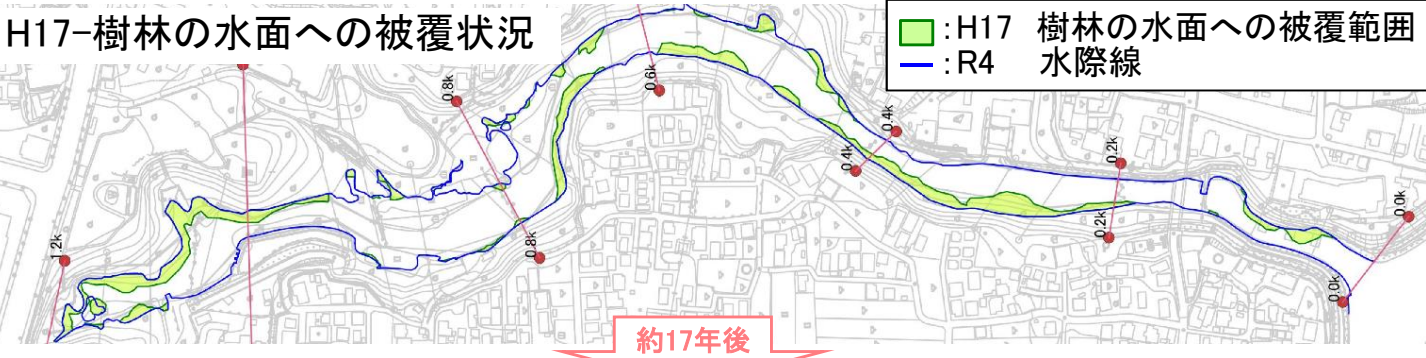 H17-樹林の水面への被覆状況
:H17 樹林の水面への被覆範囲
:R4 水際線
1.2k
0.8k
0.8k
0.6k
0.4k
0.4k
0.2k
0.2k
0.0k
0.0k
約17年後